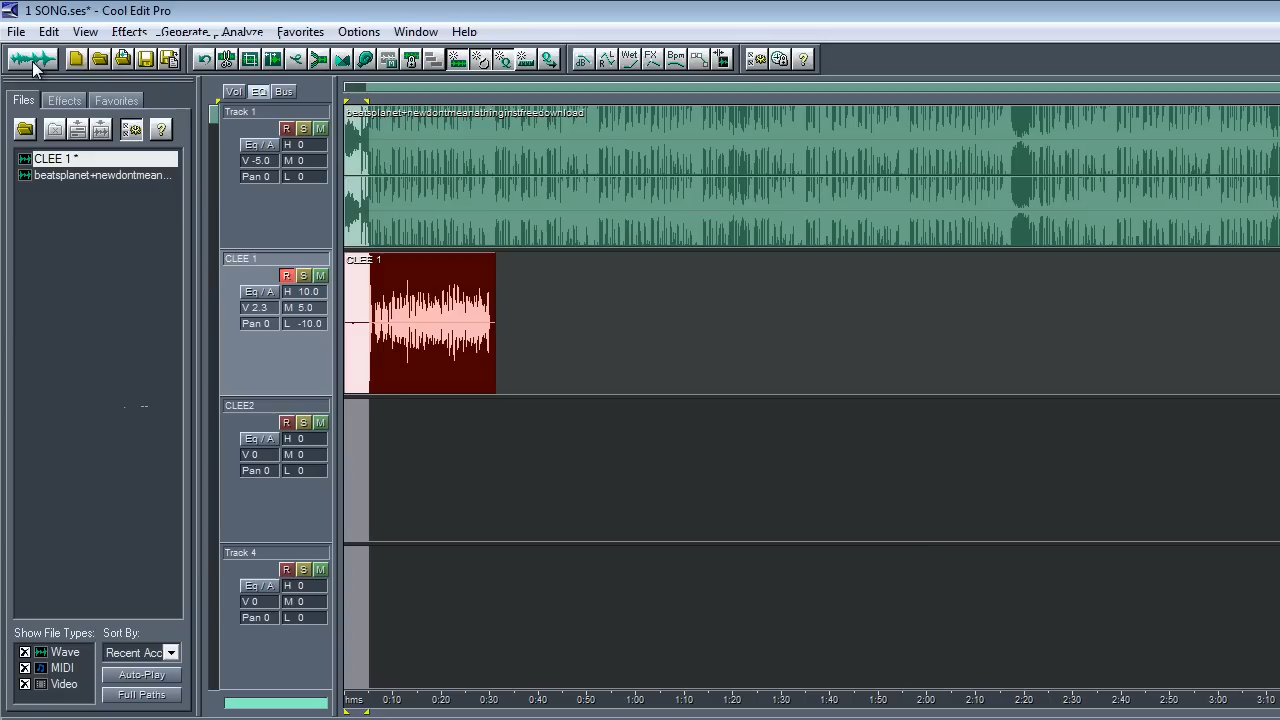 1 SONG.ses* - Cool Edit Pro
File Edit View Effects Generate Analyze Favorites Options Window Help
Wet FX Bpm
Files Effects Favorites
CLEE 1 *
beatsplanet+newdontmean...
Show File Types: Sort By:
Wave Recent Acc
MIDI Auto-Play
Video Full Paths
Vol EQ Bus
Track 1
R S M
Eq / A H 0
V -5.0 M 0
Pan 0 L 0
CLEE 1
R S M
Eq / A H 10.0
V 2.3 M 5.0
Pan 0 L -10.0
CLEE2
R S M
Eq / A H 0
V 0 M 0
Pan 0 L 0
Track 4
R S M
Eq / A H 0
V 0 M 0
Pan 0 L 0
CLEE 1
hms 0:10 0:20 0:30 0:40 0:50 1:00 1:10 1:20 1:30 1:40 1:50 2:00 2:10 2:20 2:30 2:40 2:50 3:00 3:10